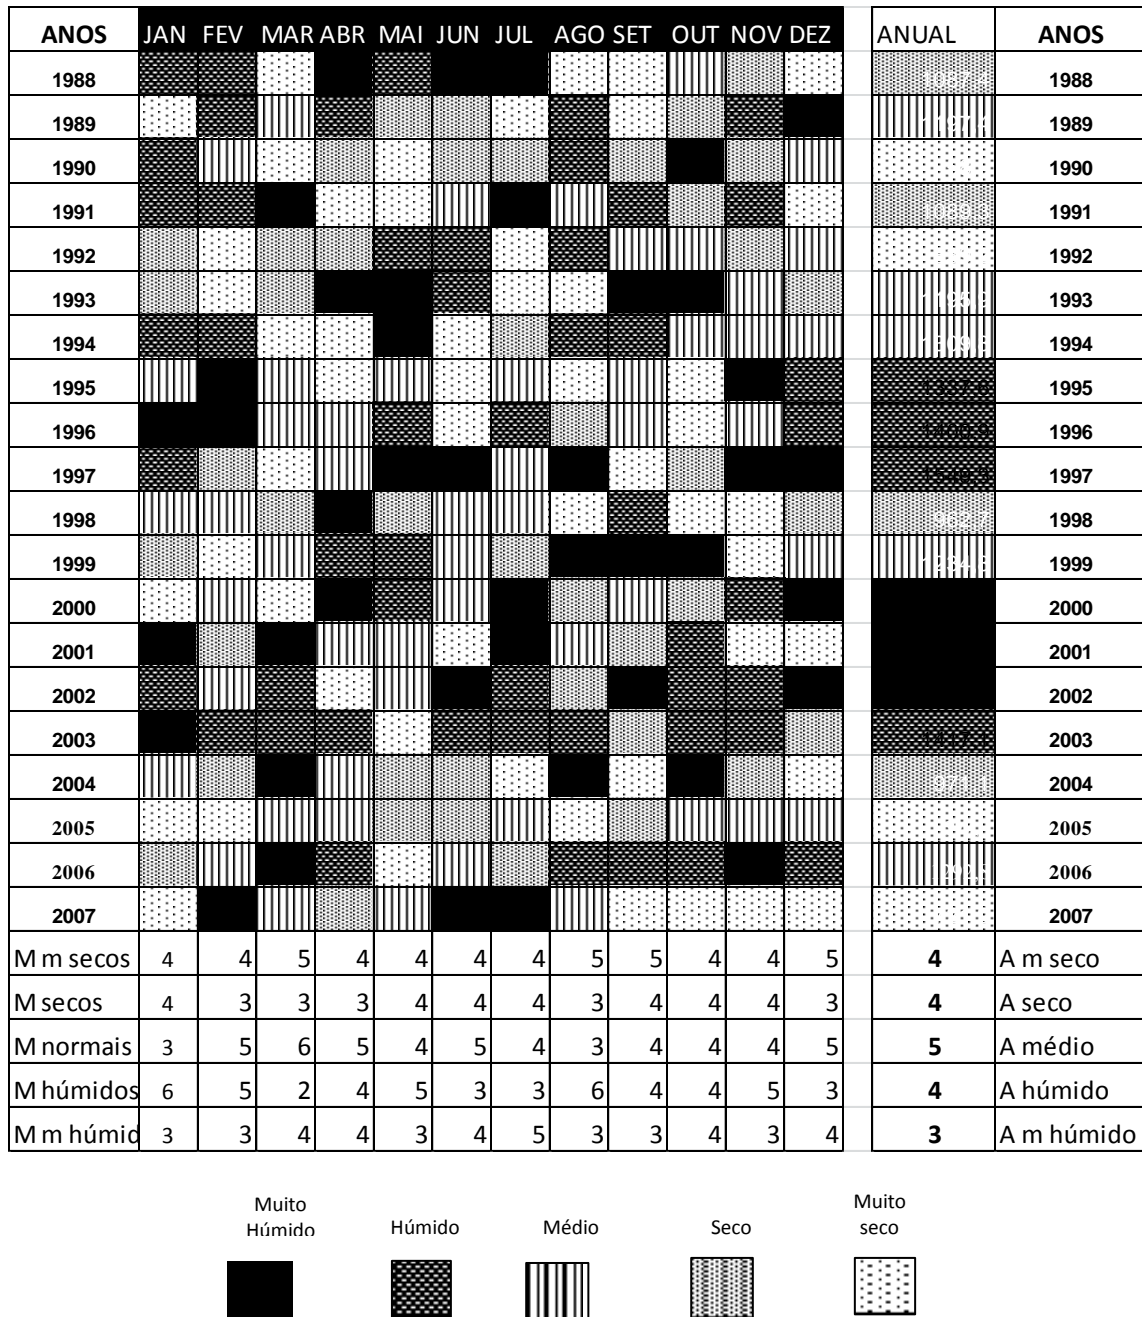 ANOS JAN FEV MAR ABR MAI JUN JUL AGO SET OUT NOV DEZ ANUAL ANOS
1988 1988
1989 1989
1990 1990
1991 1991
1992 1992
1993 1993
1994 1994
1995 1995
1996 1996
1997 1997
1998 1998
1999 1999
2000 2000
2001 2001
2002 2002
2003 2003
2004 2004
2005 2005
2006 2006
2007 2007
M m secos 4 4 5 4 4 4 4 5 5 4 4 5 4 A m seco
M secos 4 3 3 3 4 4 4 3 4 4 4 3 4 A seco
M normais 3 5 6 5 4 5 4 3 4 4 4 5 5 A médio
M húmidos 6 5 2 4 5 3 3 6 4 4 5 3 4 A húmido
M m húmid 3 3 4 4 3 4 5 3 3 4 3 4 3 A m húmido
Muito Húmido
Húmido
Médio
Seco
Muito seco